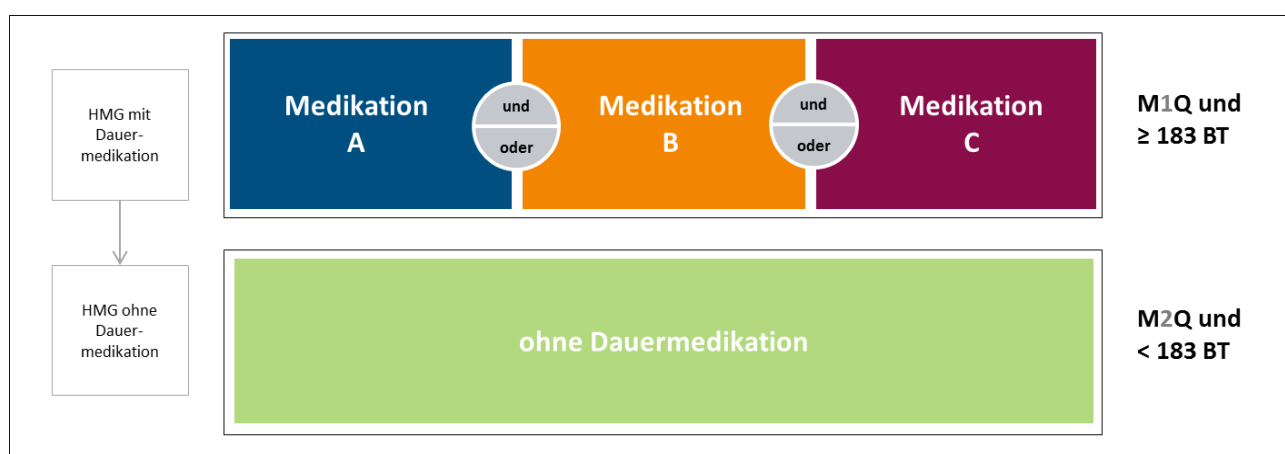 HMG mit
Dauer-
medikation
Medikation
A
und
oder
Medikation
B
und
oder
Medikation
C
M1Q und
≥ 183 BT
HMG ohne
Dauer-
medikation
ohne Dauermedikation
M2Q und
< 183 BT